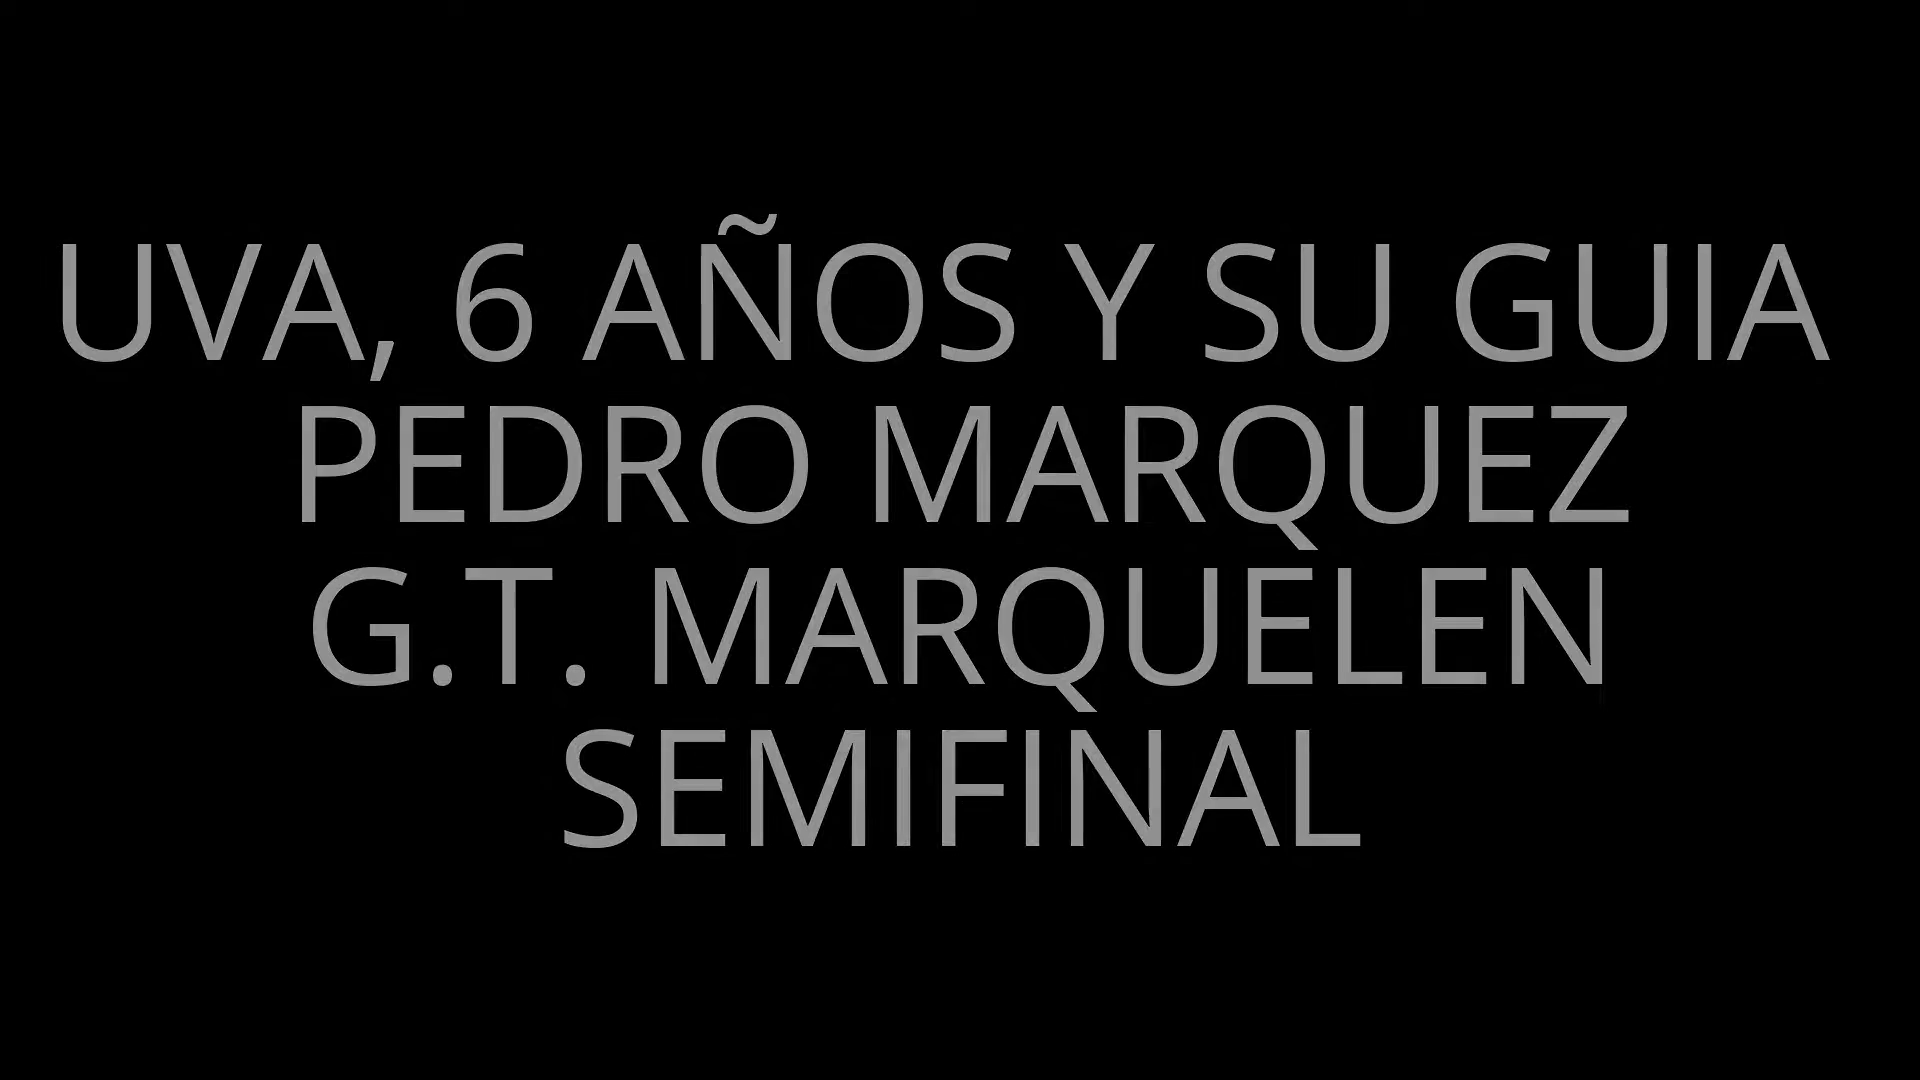 UVA, 6 AÑOS Y SU GUIA
PEDRO MARQUEZ
G.T. MARQUELEN
SEMIFINAL